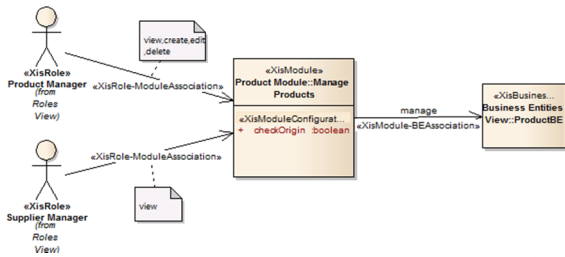 view,create,edit
,delete
«XisRole»
Product Manager
(from
Roles
View)
«XisRole-ModuleAssociation»
«XisModule»
Product Module::Manage
Products
«XisModuleConfigurat...
+ checkOrigin :boolean
manage
«XisModule-BEAssociation»
«XisBusines...
Business Entities
View::ProductBE
«XisRole-ModuleAssociation»
view
«XisRole»
Supplier Manager
(from
Roles
View)